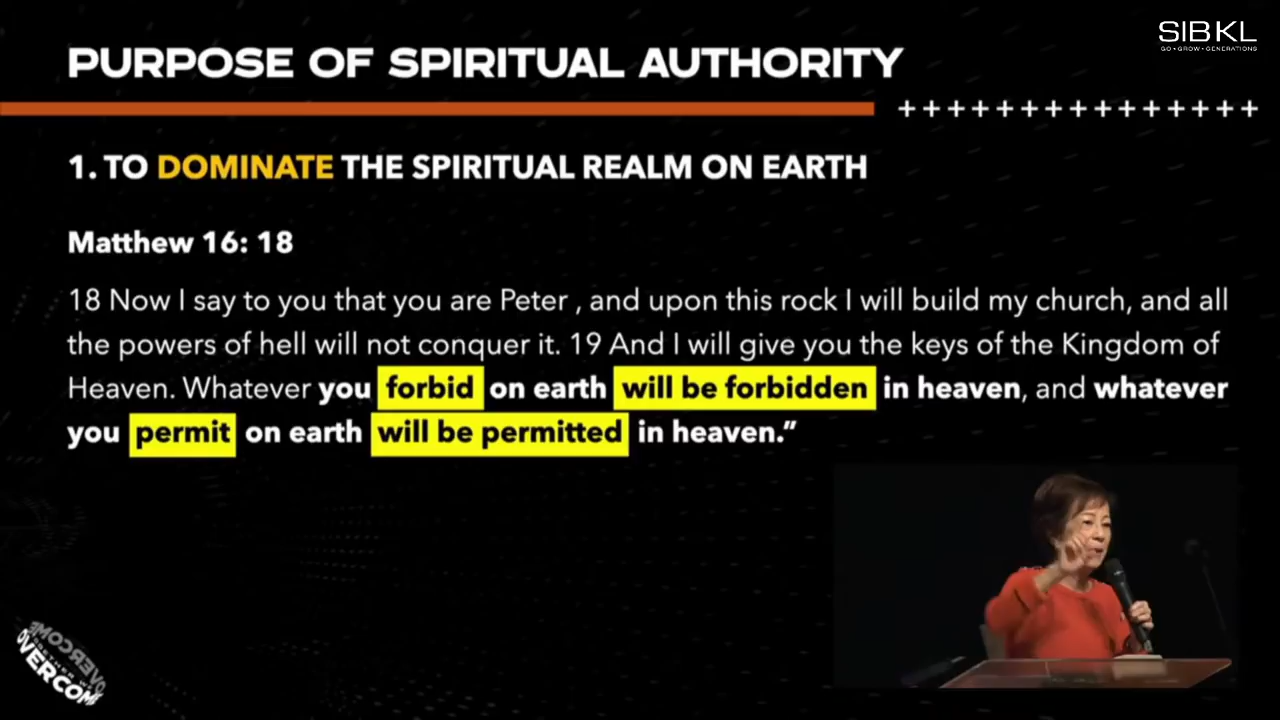 SIBKL
GO • GROW • GENERATIONS
PURPOSE OF SPIRITUAL AUTHORITY
1. TO DOMINATE THE SPIRITUAL REALM ON EARTH
Matthew 16: 18
18 Now I say to you that you are Peter , and upon this rock I will build my church, and all
the powers of hell will not conquer it. 19 And I will give you the keys of the Kingdom of
Heaven. Whatever you forbid on earth will be forbidden in heaven, and whatever
you permit on earth will be permitted in heaven.”
OVERCOME